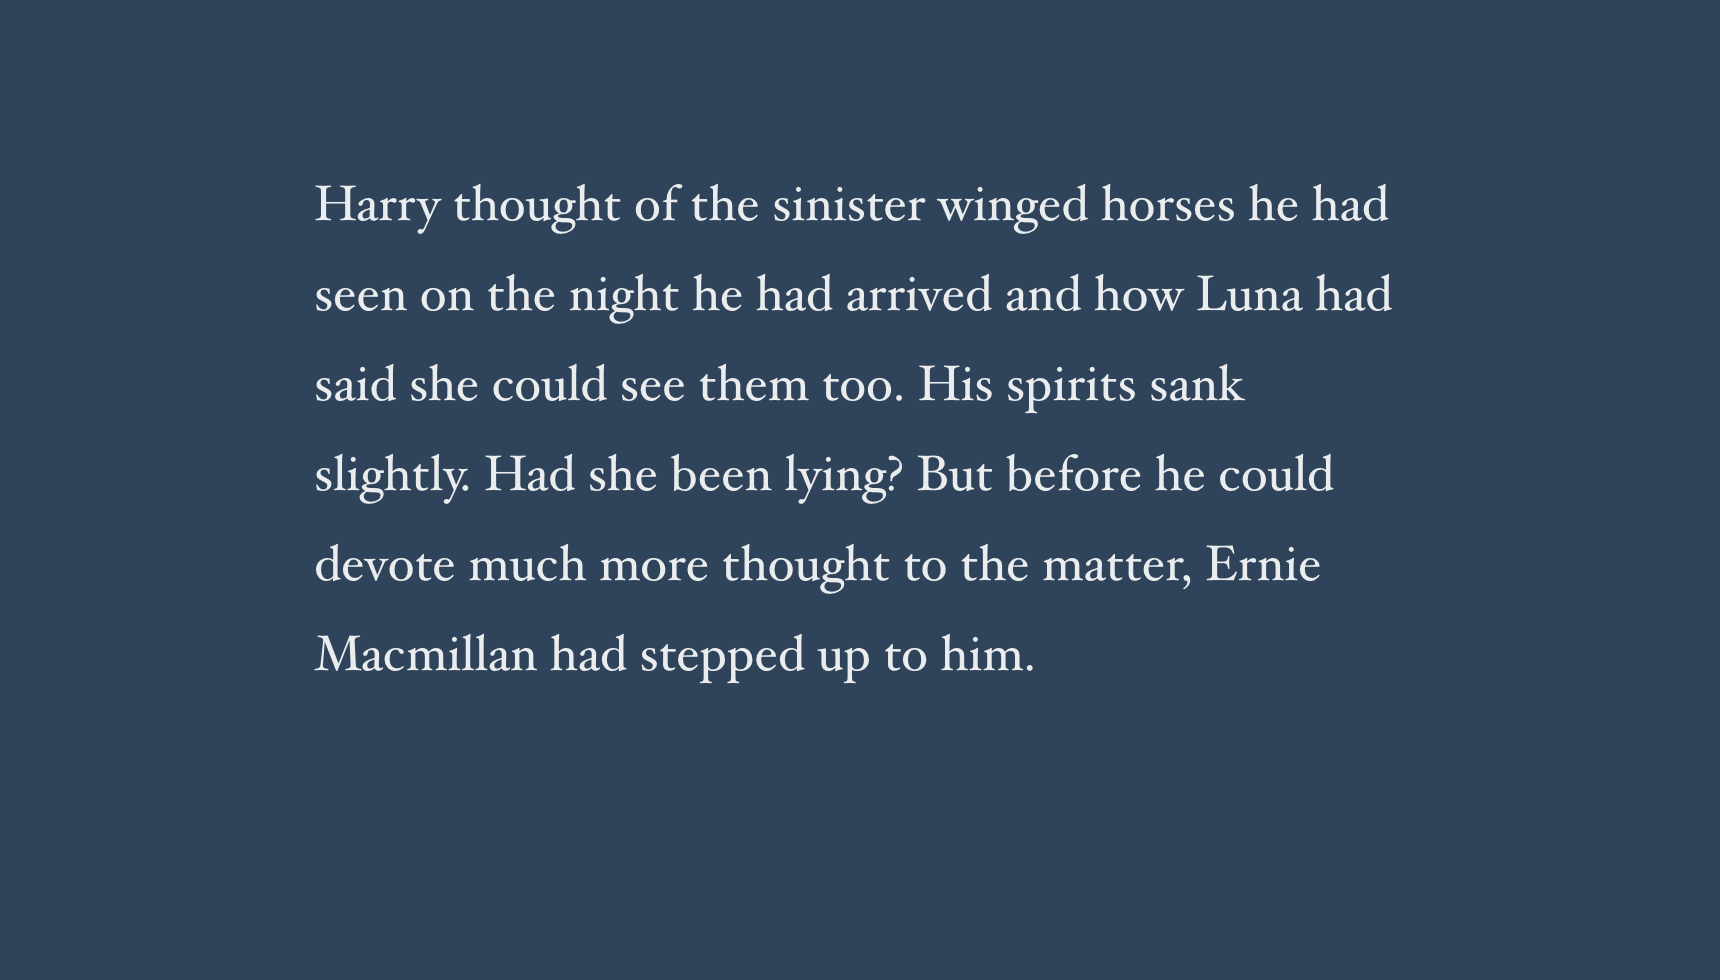 Harry thought of the sinister winged horses he had
seen on the night he had arrived and how Luna had
said she could see them too. His spirits sank
slightly. Had she been lying? But before he could
devote much more thought to the matter, Ernie
Macmillan had stepped up to him.